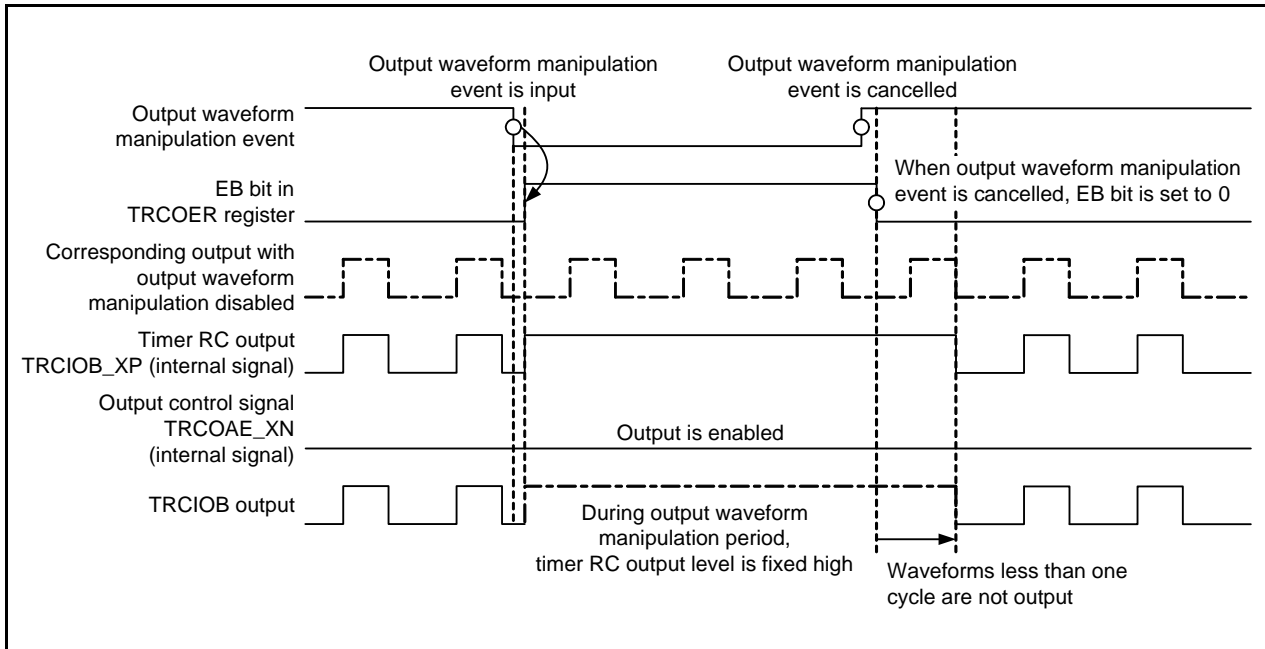 Output waveform manipulation
event is input
Output waveform manipulation
event is cancelled
Output waveform
manipulation event
When output waveform manipulation
event is cancelled, EB bit is set to 0
EB bit in
TRCOER register
Corresponding output with
output waveform
manipulation disabled
Timer RC output
TRCIOB_XP (internal signal)
Output control signal
TRCOAE_XN
(internal signal)
Output is enabled
TRCIOB output
During output waveform
manipulation period,
timer RC output level is fixed high
Waveforms less than one
cycle are not output